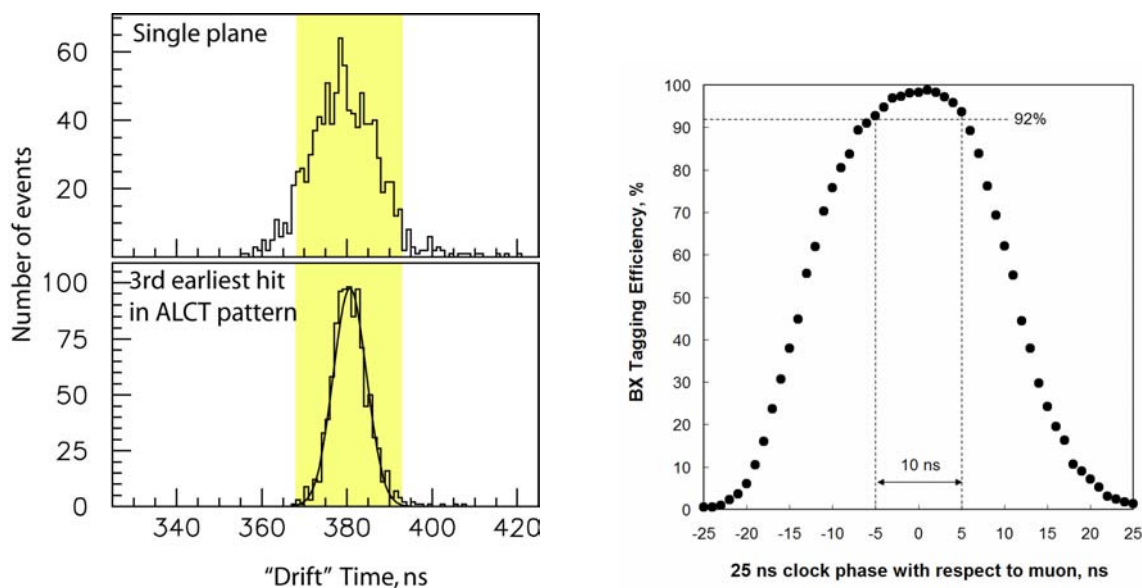 Single plane
60
40
20
3rd earliest hit
in ALCT pattern
100
75
50
25
0
340 360 380 400 420
Number of events
“Drift” Time, ns
100
90
80
70
60
50
40
30
20
10
0
92%
10 ns
-25 -20 -15 -10 -5 0 5 10 15 20 25
BX Tagging Efficiency, %
25 ns clock phase with respect to muon, ns